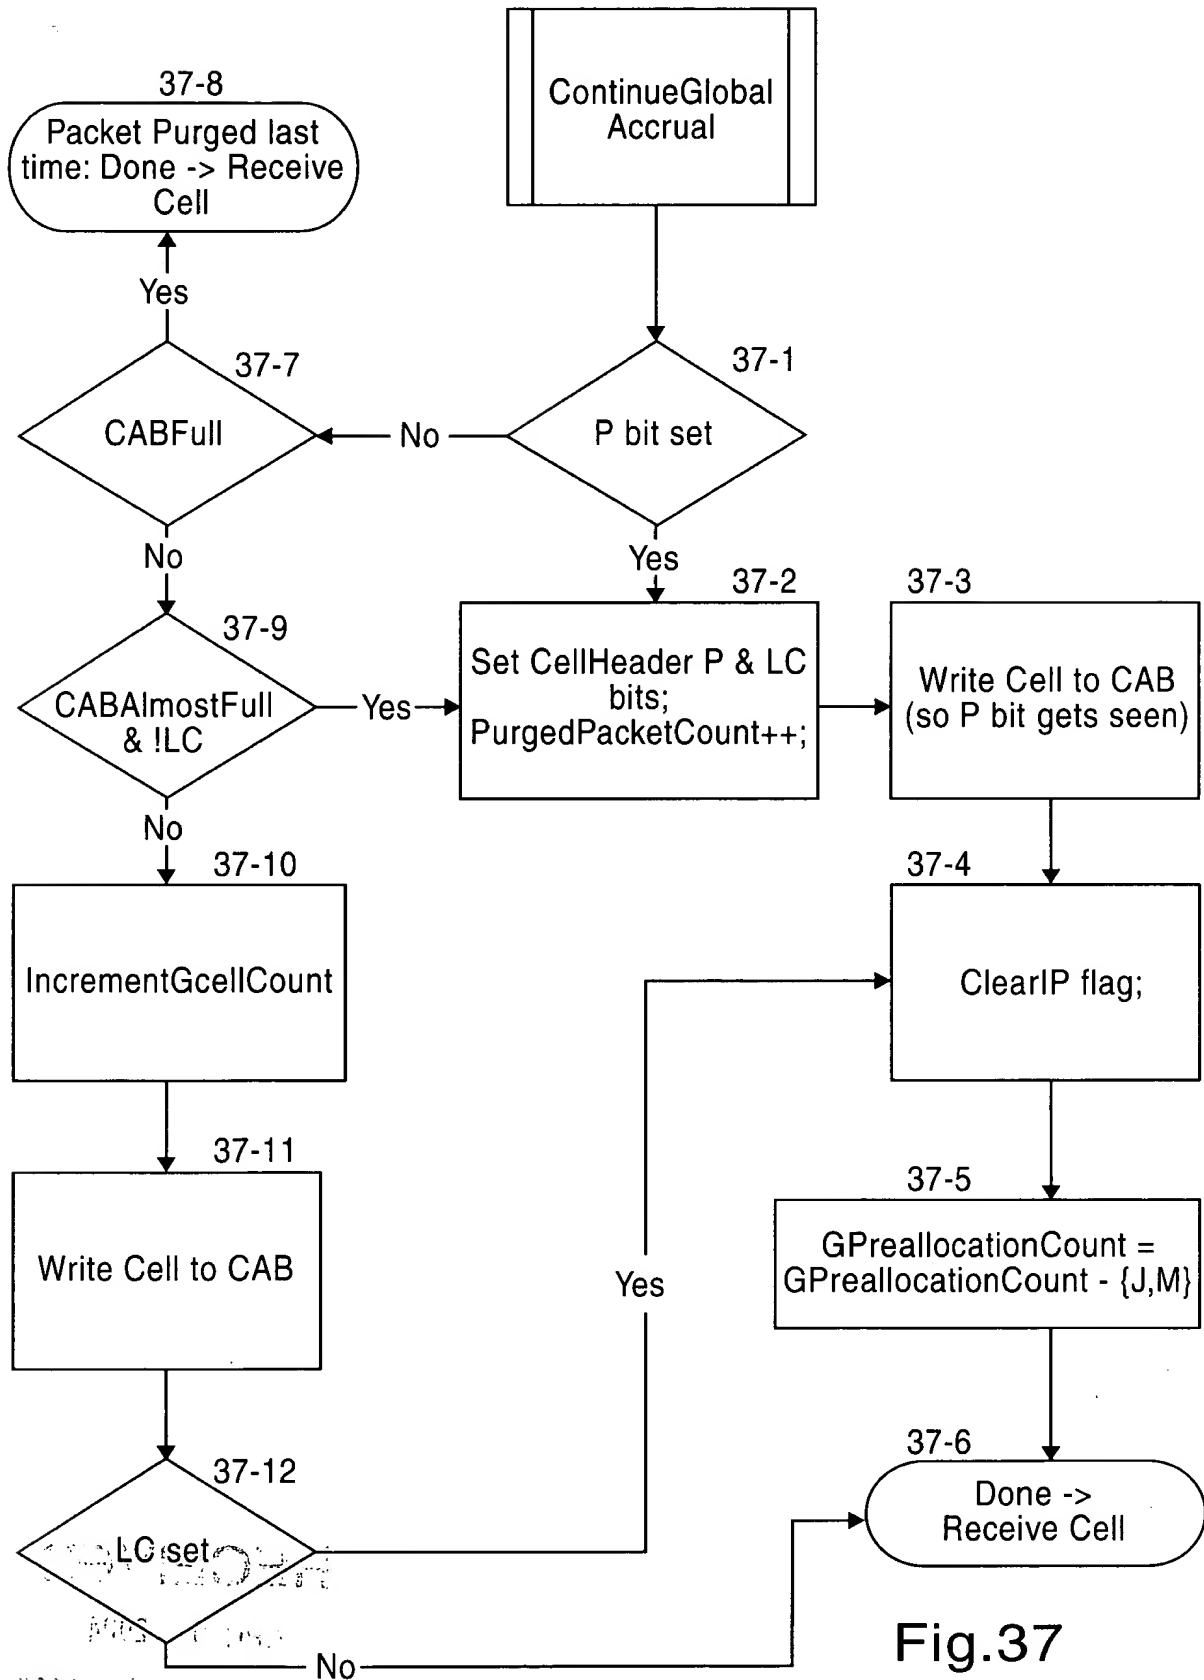 ContinueGlobal
Accrual
37-8
Packet Purged last
time: Done -> Receive
Cell
Yes
37-7
CABFull
No
37-1
P bit set
No
Yes
37-9
CABAlmostFull
& !LC
Yes
37-2
Set CellHeader P & LC
bits;
PurgedPacketCount++;
37-3
Write Cell to CAB
(so P bit gets seen)
No
37-10
IncrementGcellCount
37-4
ClearIP flag;
37-11
Write Cell to CAB
37-5
GPreallocationCount =
GPreallocationCount - {J,M}
Yes
37-12
LC set
37-6
Done ->
Receive Cell
No
Fig.37